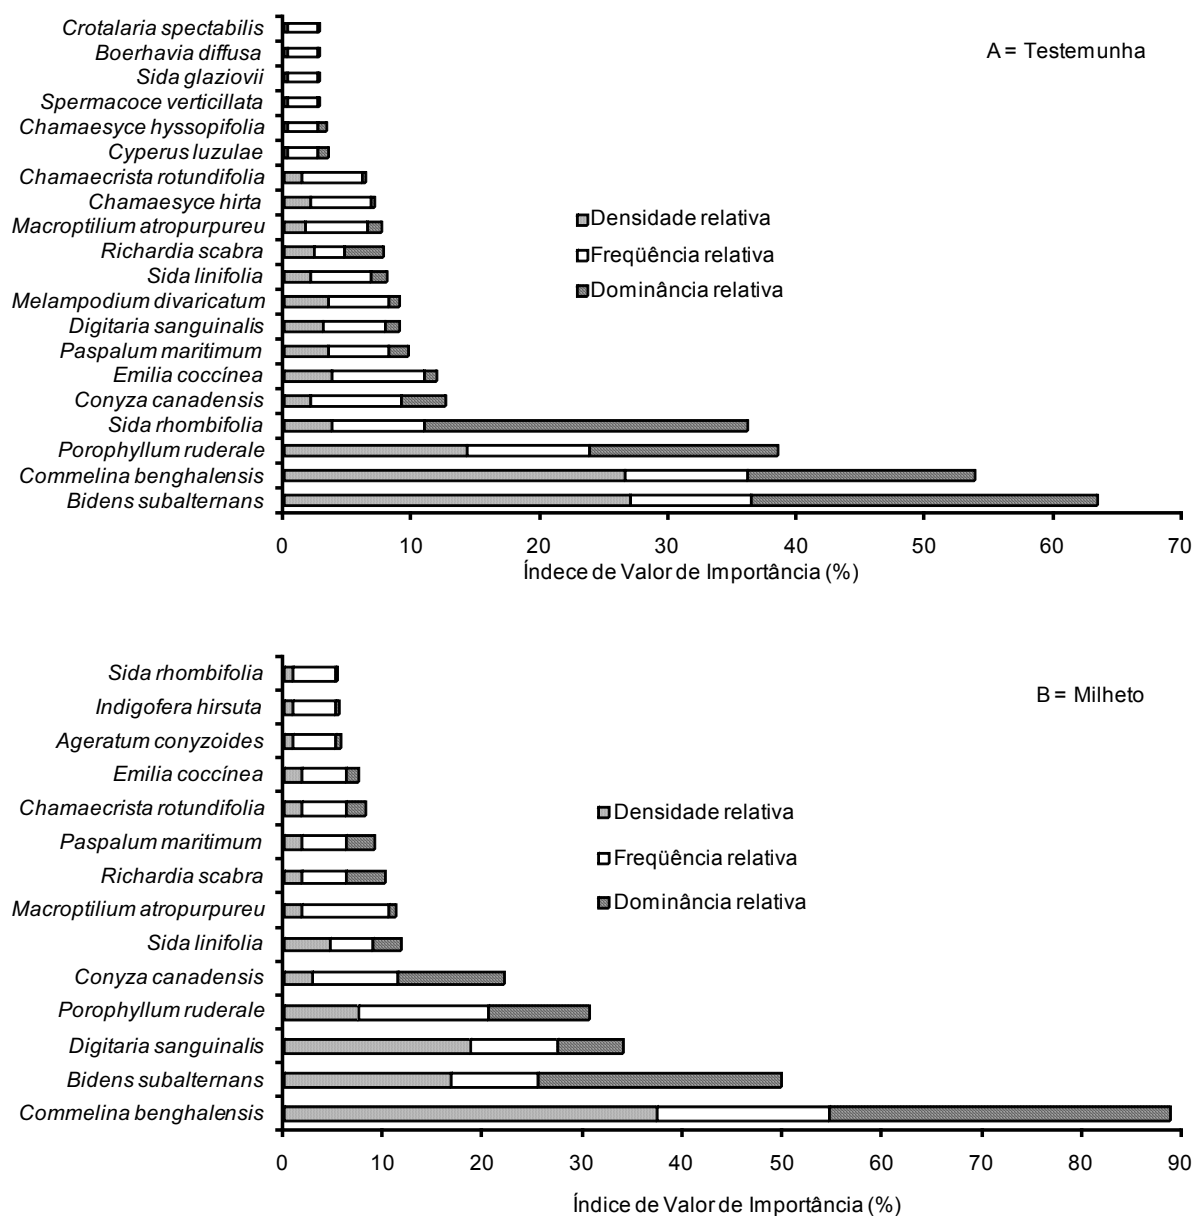 Crotalaria spectabilis
Boerhavia diffusa
A = Testemunha
Sida glaziovii
Spermacoce verticillata
Chamaesyce hyssopifolia
Cyperus luzulae
Chamaecrista rotundifolia
Chamaesyce hirta
Densidade relativa
Macroptilium atropurpureu
Richardia scabra
Freqüência relativa
Sida linifolia
Dominância relativa
Melampodium divaricatum
Digitaria sanguinalis
Paspalum maritimum
Emilia coccínea
Conyza canadensis
Sida rhombifolia
Porophyllum ruderale
Commelina benghalensis
Bidens subalternans
0 10 20 30 40 50 60 70
Índece de Valor de Importância (%)
Sida rhombifolia
B = Milheto
Indigofera hirsuta
Ageratum conyzoides
Emilia coccínea
Chamaecrista rotundifolia
Densidade relativa
Paspalum maritimum
Freqüência relativa
Richardia scabra
Dominância relativa
Macroptilium atropurpureu
Sida linifolia
Conyza canadensis
Porophyllum ruderale
Digitaria sanguinalis
Bidens subalternans
Commelina benghalensis
0 10 20 30 40 50 60 70 80 90
Índice de Valor de Importância (%)